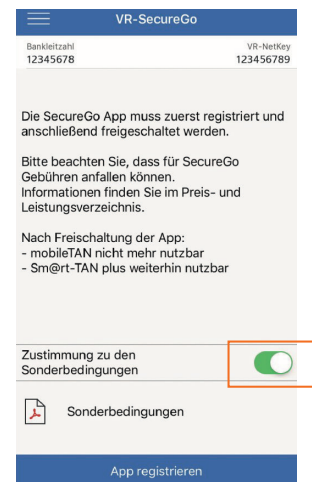 VR-SecureGo
Bankleitzahl VR-NetKey
12345678 123456789
Die SecureGo App muss zuerst registriert und
anschließend freigeschaltet werden.
Bitte beachten Sie, dass für SecureGo
Gebühren anfallen können.
Informationen finden Sie im Preis- und
Leistungsverzeichnis.
Nach Freischaltung der App:
- mobileTAN nicht mehr nutzbar
- Sm@rt-TAN plus weiterhin nutzbar
Zustimmung zu den
Sonderbedingungen
Sonderbedingungen
App registrieren